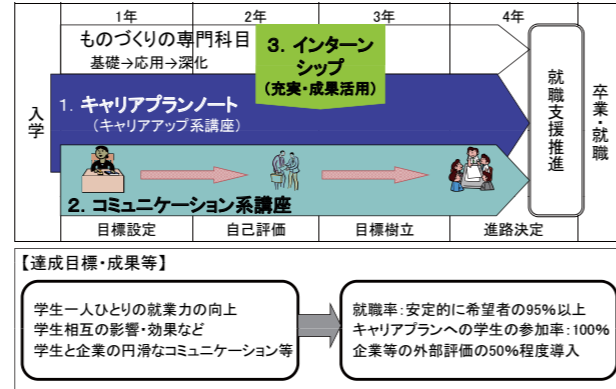 1年
2年
3年
4年
ものづくりの専門科目
基礎→応用→深化
3. インターン
シップ
(充実・成果活用)
入学
1. キャリアプランノート
(キャリアアップ系講座)
就職支援推進
卒業・就職
2. コミュニケーション系講座
目標設定
自己評価
目標樹立
進路決定
【達成目標・成果等】
学生一人ひとりの就業力の向上
学生相互の影響・効果など
学生と企業の円滑なコミュニケーション等
就職率:安定的に希望者の95%以上
キャリアプランへの学生の参加率:100%
企業等の外部評価の50%程度導入